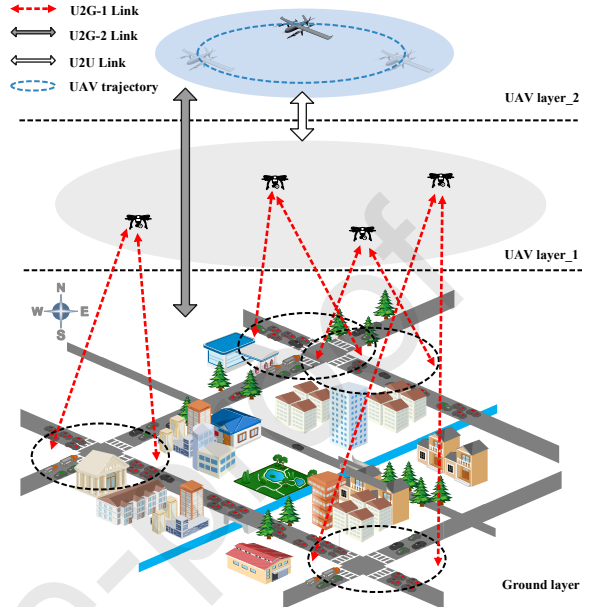 U2G-1 Link
U2G-2 Link
U2U Link
UAV trajectory
UAV layer_2
UAV layer_1
N
W E
S
Ground layer